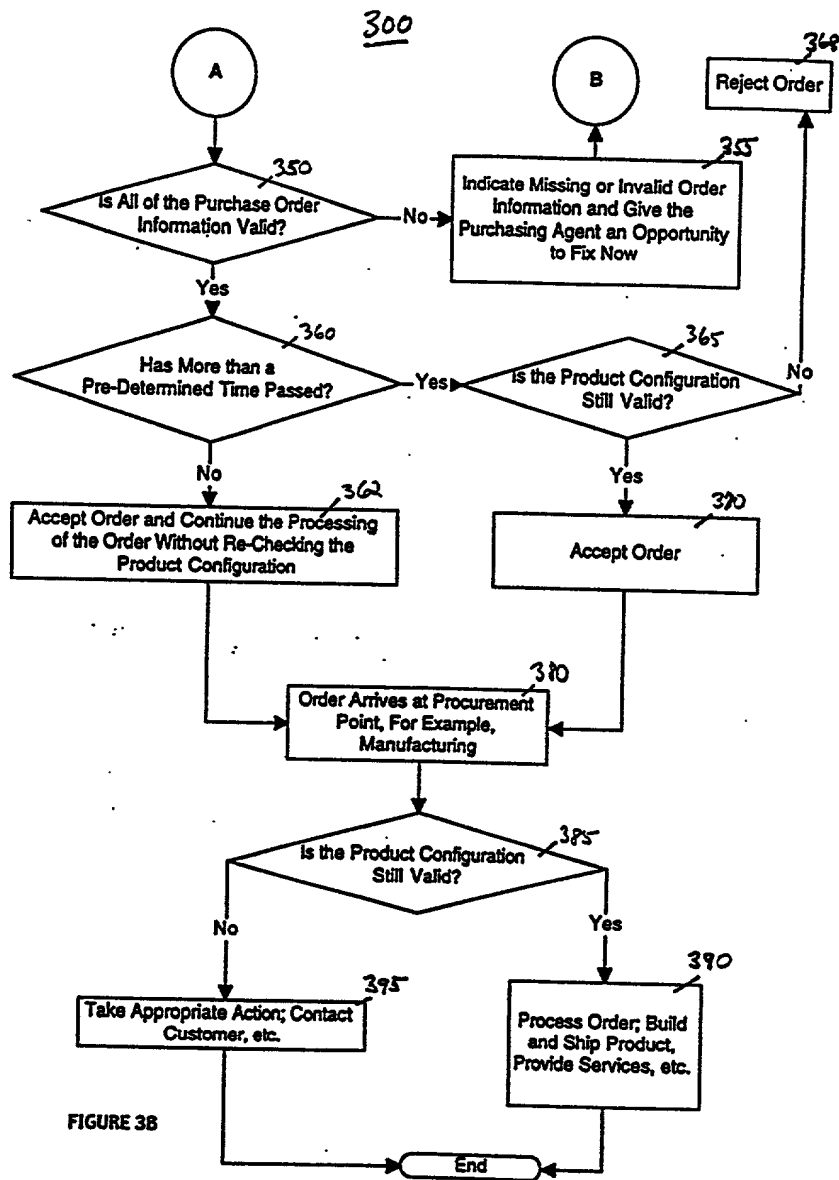 300
A
B
368
Reject Order
350
Is All of the Purchase Order
Information Valid?
No
355
Indicate Missing or Invalid Order
Information and Give the
Purchasing Agent an Opportunity
to Fix Now
Yes
360
Has More than a
Pre-Determined Time Passed?
Yes
365
Is the Product Configuration
Still Valid?
No
No
Yes
362
Accept Order and Continue the Processing
of the Order Without Re-Checking the
Product Configuration
Accept Order
380
Order Arrives at Procurement
Point, For Example,
Manufacturing
385
Is the Product Configuration
Still Valid?
No
Yes
395
Take Appropriate Action; Contact
Customer, etc.
390
Process Order; Build
and Ship Product,
Provide Services, etc.
FIGURE 3B
End